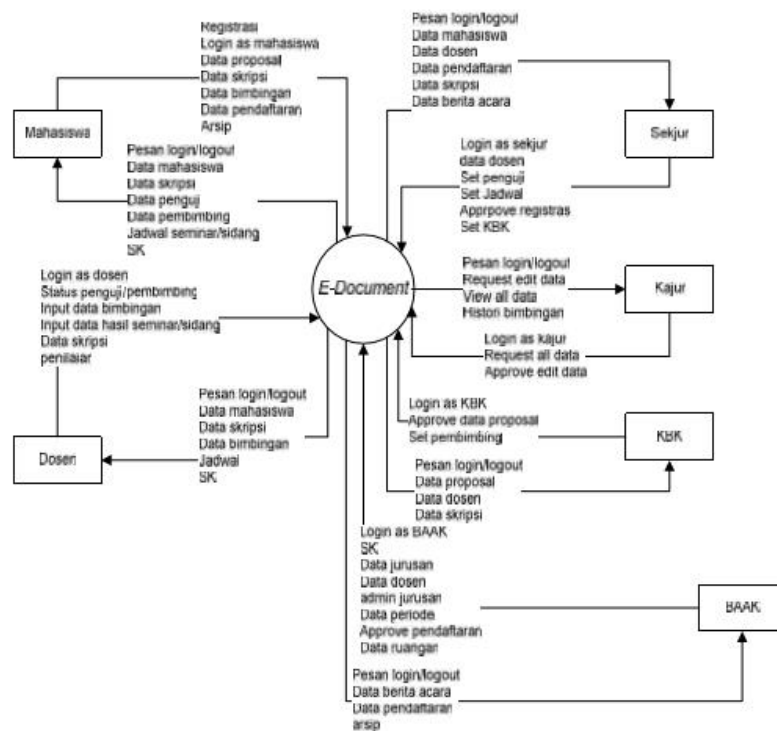 Registrasi
Login as mahasiswa
Data proposal
Data skripsi
Data bimbingan
Data pendaftaran
Arsip
Mahasiswa
Pesan login/logout
Data mahasiswa
Data skripsi
Data penguji
Data pembimbing
Jadwal seminar/sidang
SK
Pesan login/logout
Data mahasiswa
Data dosen
Data pendaftaran
Data skripsi
Data berita acara
Sekjur
Login as sekjur
data dosen
Set penguji
Set Jadwal
Apprpove registras
Set KBK
E-Document
Pesan login/logout
Request edit data
View all data
Histori bimbingan
Kajur
Login as kajur
Request all data
Approve edit data
Login as dosen
Status penguji/pembimbing
Input data bimbingan
Input data hasil seminar/sidang
Data skripsi
penilaiar
Dosen
Pesan login/logout
Data mahasiswa
Data skripsi
Data bimbingan
Jadwal
SK
Login as KBK
Approve data proposal
Set pembimbing
KBK
Pesan login/logout
Data proposal
Data dosen
Data skripsi
Login as BAAK
SK
Data jurusan
Data dosen
admin jurusan
Data periode
Approve pendaftaran
Data ruangan
BAAK
Pesan login/logout
Data berita acara
Data pendaftaran
arsip